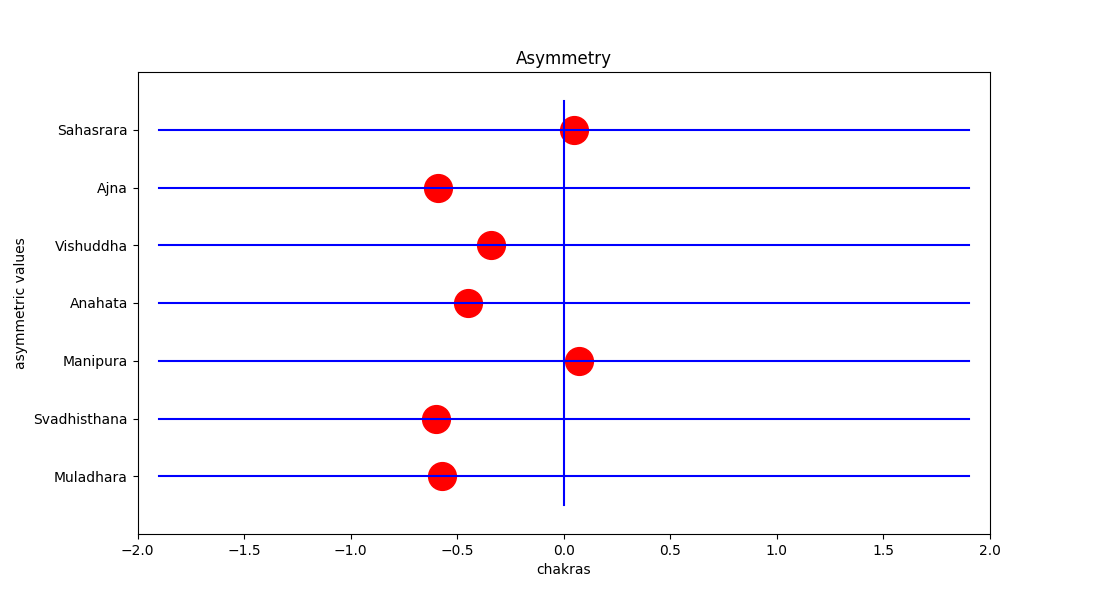 Asymmetry
Sahasrara
Ajna
Vishuddha
Anahata
Manipura
Svadhisthana
Muladhara
asymmetric values
−2.0 −1.5 −1.0 −0.5 0.0 0.5 1.0 1.5 2.0
chakras